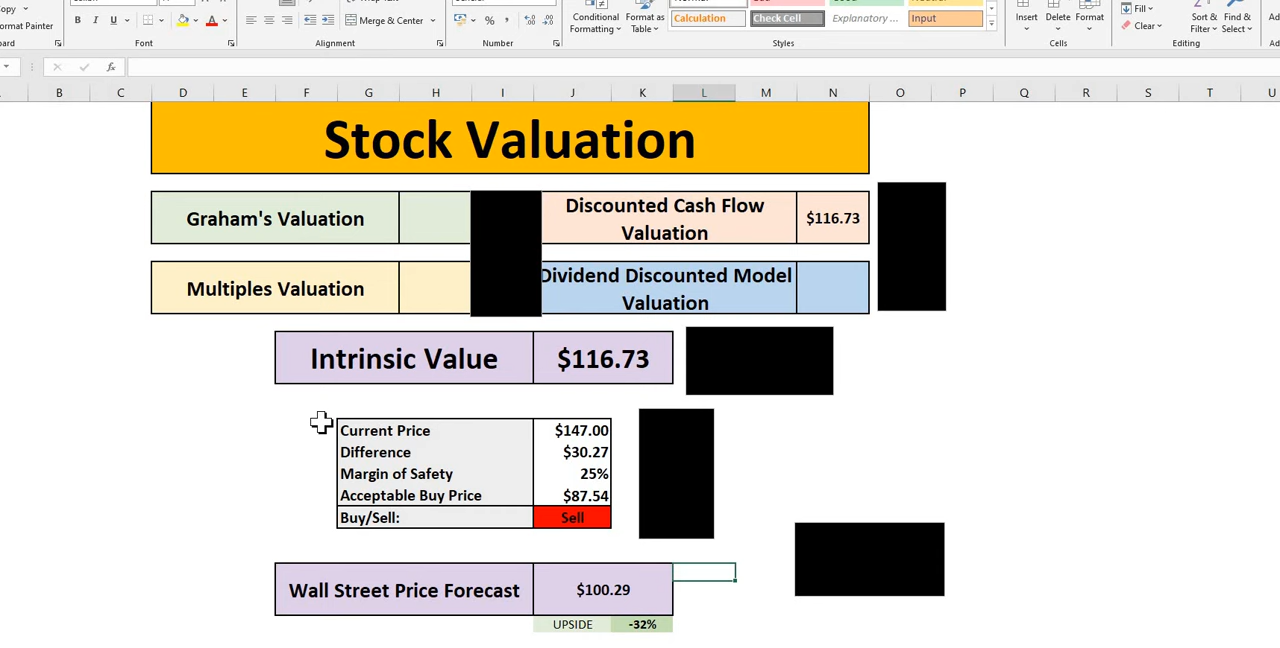 Copy
Format Painter
B I U
A
Merge & Center
$ % ,
Conditional Formatting
Format as Table
Calculation
Check Cell
Explanatory ...
Input
Insert
Delete
Format
Fill
Clear
Sort & Filter
Find & Select
Font
Alignment
Number
Styles
Cells
Editing
fx
B C D E F G H I J K L M N O P Q R S T U
Stock Valuation
Graham's Valuation
Discounted Cash Flow
Valuation
$116.73
Multiples Valuation
Dividend Discounted Model
Valuation
Intrinsic Value $116.73
Current Price $147.00
Difference $30.27
Margin of Safety 25%
Acceptable Buy Price $87.54
Buy/Sell: Sell
Wall Street Price Forecast $100.29
UPSIDE -32%